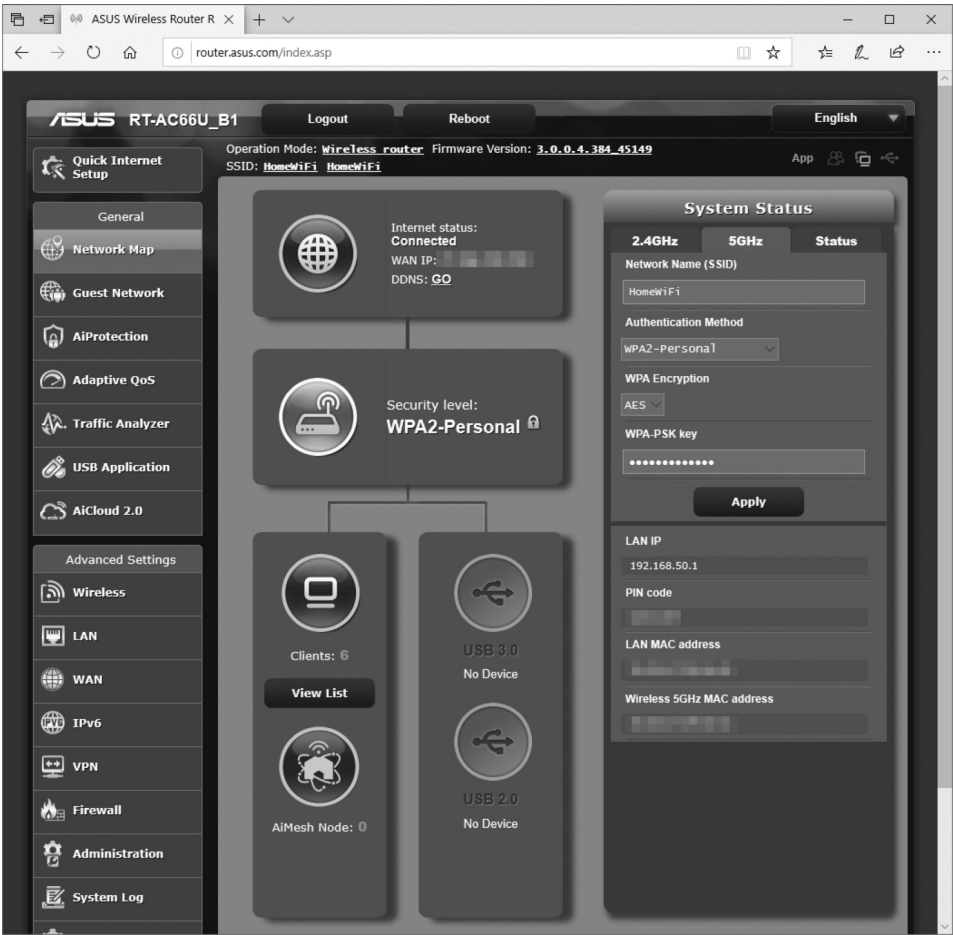 ASUS Wireless Router R
router.asus.com/index.asp
ASUS RT-AC66U_B1 Logout Reboot English
Quick Internet
Setup
Operation Mode: Wireless router Firmware Version: 3.0.0.4.384_45149
SSID: HomeWiFi HomeWiFi
App
General
Network Map
Guest Network
AiProtection
Adaptive QoS
Traffic Analyzer
USB Application
AiCloud 2.0
Advanced Settings
Wireless
LAN
WAN
IPv6
VPN
Firewall
Administration
System Log
Internet status:
Connected
WAN IP:
DDNS: GO
Security level:
WPA2-Personal
Clients: 6
View List
AiMesh Node: 0
USB 3.0
No Device
USB 2.0
No Device
System Status
2.4GHz 5GHz Status
Network Name (SSID)
HomeWiFi
Authentication Method
WPA2-Personal
WPA Encryption
AES
WPA-PSK key
•••••••••••••
Apply
LAN IP
192.168.50.1
PIN code
LAN MAC address
Wireless 5GHz MAC address